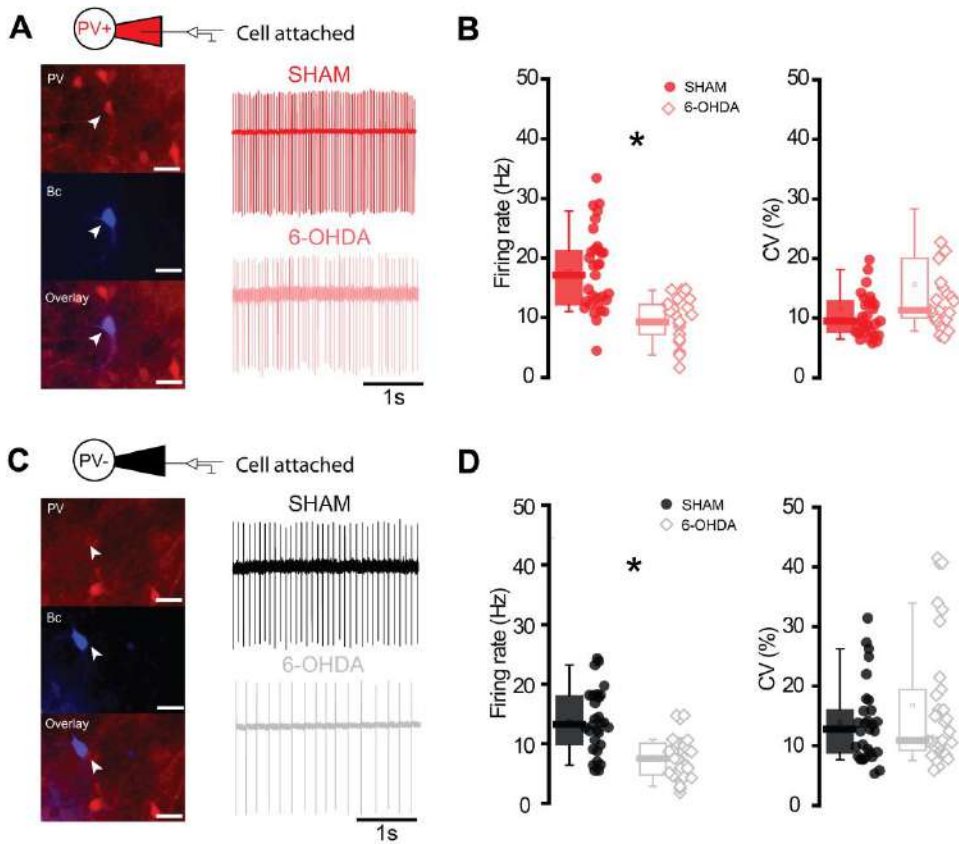 A
PV+
Cell attached
PV
Bc
Overlay
SHAM
6-OHDA
1s
B
SHAM
6-OHDA
*
Firing rate (Hz)
50
40
30
20
10
0
CV (%)
50
40
30
20
10
0
C
PV-
Cell attached
PV
Bc
Overlay
SHAM
6-OHDA
1s
D
SHAM
6-OHDA
*
Firing rate (Hz)
50
40
30
20
10
0
CV (%)
50
40
30
20
10
0